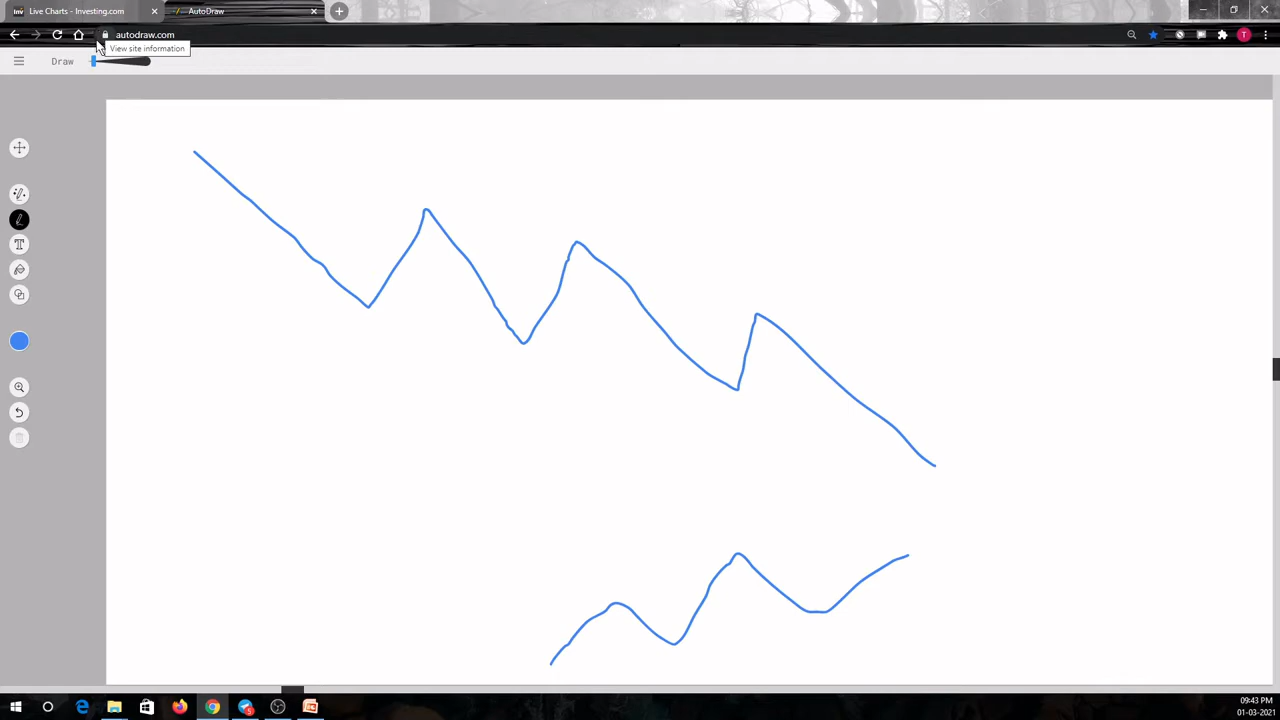 Live Charts - Investing.com
AutoDraw
autodraw.com
View site information
Draw
T
T
09:43 PM
01-03-2021